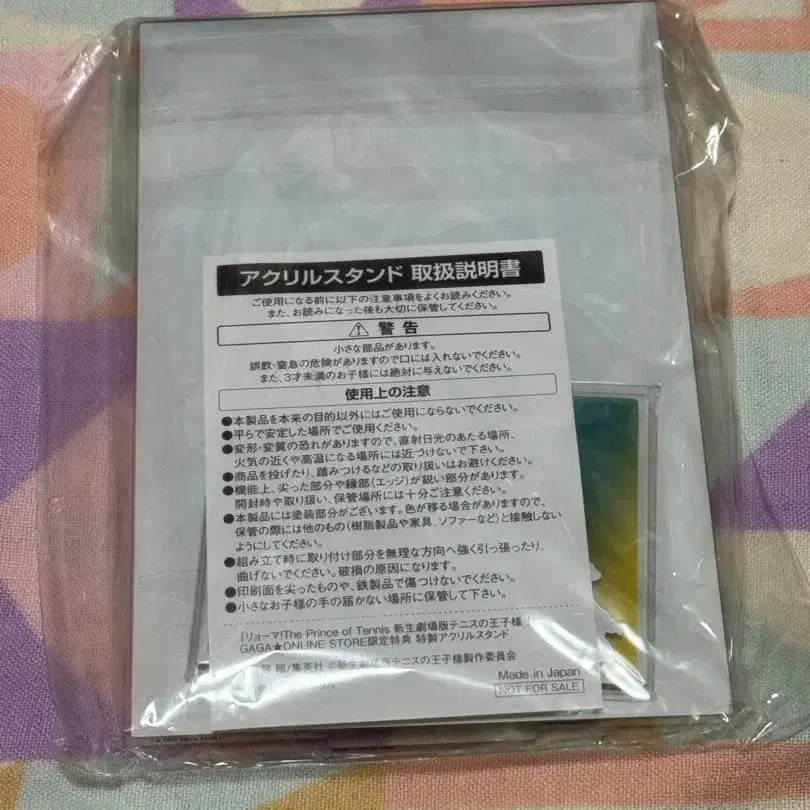 アクリルスタンド 取扱説明書
ご使用になる前に以下の注意事項をよくお読みください。
また、お読みになった後も大切に保管してください。
警告
小さな部品があります。
誤飲・窒息の危険がありますので口には入れないでください。
また、3才未満のお子様には絶対に与えないでください。
使用上の注意
●本製品を本来の目的以外にはご使用にならないでください。
●平らで安定した場所でご使用ください。
●変形・変質の恐れがありますので、直射日光のあたる場所、
火気の近くや高温になる場所には近づけないで下さい。
●商品を投げたり、踏みつけるなどの取り扱いはお避けください。
●機能上、尖った部分や縁部(エッジ)が鋭い部分があります。
開封時や取り扱い、保管場所には十分ご注意ください。
●本製品には塗装部分がございます。色が移る場合がありますので、
保管の際には他のもの(樹脂製品や家具、ソファーなど)と接触しない
ようにしてください。
●組み立て時に取り付け部分を無理な方向へ強く引っ張ったり、
曲げないでください。破損の原因になります。
●印刷面を尖ったものや、鉄製品で傷つけないでください。
●小さなお子様の手の届かない場所に保管して下さい。
「リョーマ!The Prince of Tennis 新生劇場版テニスの王子様」
GAGA★ONLINE STORE限定特典 特製アクリルスタンド
剛/集英社 ©新生劇場版テニスの王子様製作委員会
Made in Japan
NOT FOR SALE